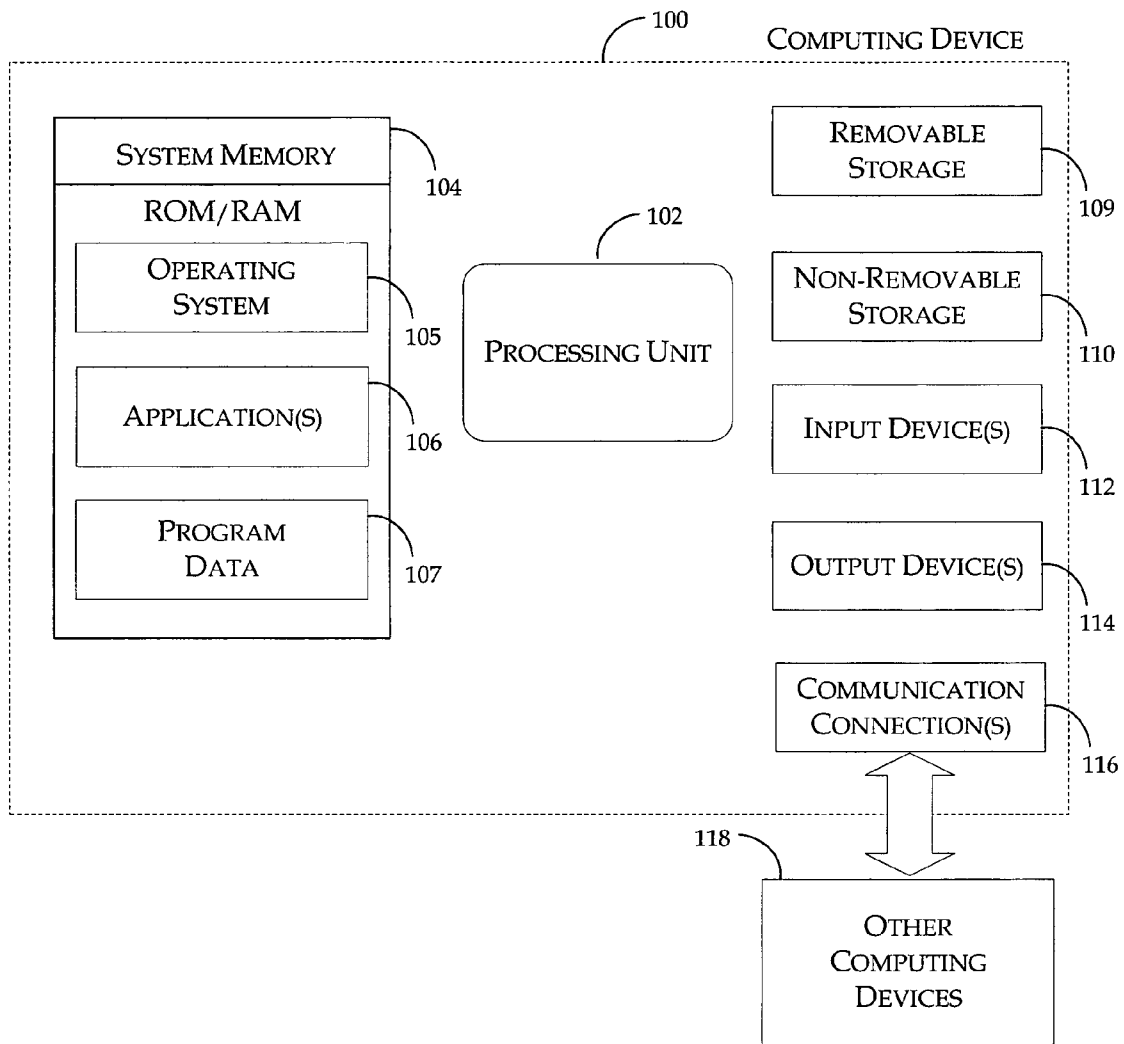 100
COMPUTING DEVICE
SYSTEM MEMORY
104
ROM/RAM
OPERATING
SYSTEM
105
APPLICATION(S)
106
PROGRAM
DATA
107
102
PROCESSING UNIT
REMOVABLE
STORAGE
109
NON-REMOVABLE
STORAGE
110
INPUT DEVICE(S)
112
OUTPUT DEVICE(S)
114
COMMUNICATION
CONNECTION(S)
116
118
OTHER
COMPUTING
DEVICES